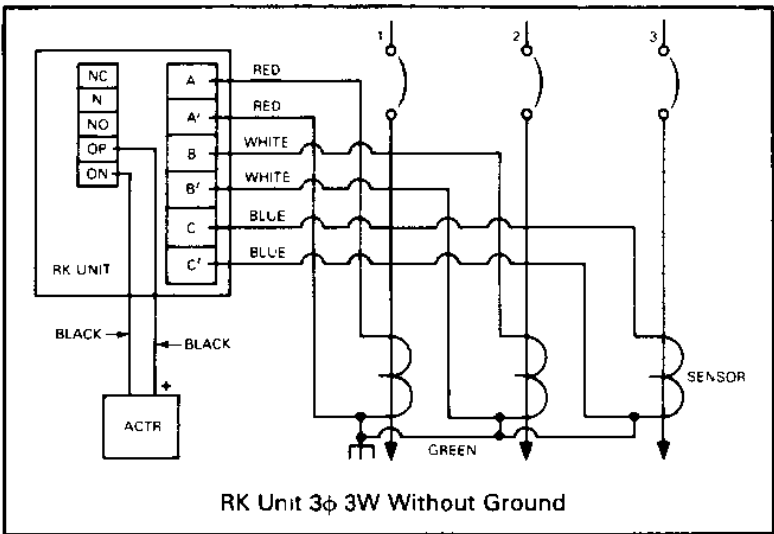 1
2
3
NC
N
NO
OP
ON
A
A'
B
B'
C
C'
RED
RED
WHITE
WHITE
BLUE
BLUE
RK UNIT
BLACK
BLACK
+
ACTR
SENSOR
GREEN
RK Unit 3ϕ 3W Without Ground